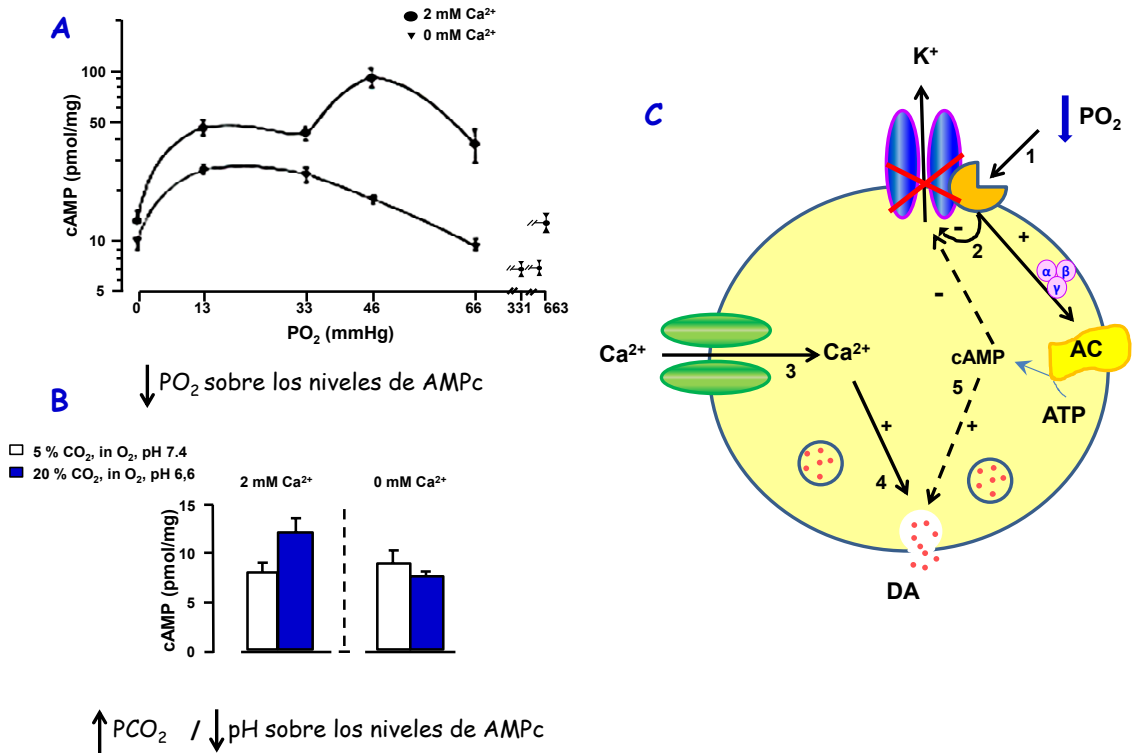 A
2 mM Ca²⁺
0 mM Ca²⁺
100
50
10
5
cAMP (pmol/mg)
0 13 33 46 66 331 663
PO₂ (mmHg)
↓ PO₂ sobre los niveles de AMPc
B
5 % CO₂, in O₂, pH 7.4
20 % CO₂, in O₂, pH 6,6
2 mM Ca²⁺ 0 mM Ca²⁺
15
10
5
0
cAMP (pmol/mg)
↑ PCO₂ / ↓ pH sobre los niveles de AMPc
C
K⁺
↓ PO₂
1
- 2
+
α β
γ
-
Ca²⁺ 3 Ca²⁺
cAMP
AC
5
ATP
+ +
4
DA